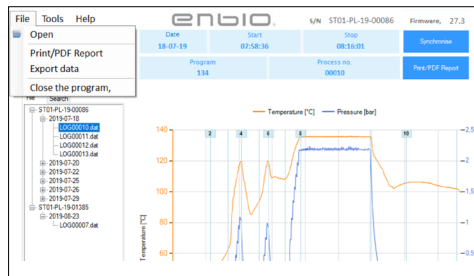 File Tools Help
enbio.
S/N ST01-PL-19-00086
Firmware, 27.3
Open
Print/PDF Report
Export data
Close the program,
Date
18-07-19
Start
07:58:36
Stop
08:16:01
Synchronise
Program
134
Process no.
00010
Print/PDF Report
File Search
ST01-PL-19-00086
2019-07-18
LOG00010.dat
LOG00011.dat
LOG00012.dat
LOG00013.dat
2019-07-20
2019-07-22
2019-07-25
2019-07-26
2019-07-29
ST01-PL-19-01385
2019-08-23
LOG00007.dat
Temperature [°C]
Pressure [bar]
2 4 6 8 10
140
120
100
80
60
Temperature [°C]
2,5
2
1,5
1
0,5